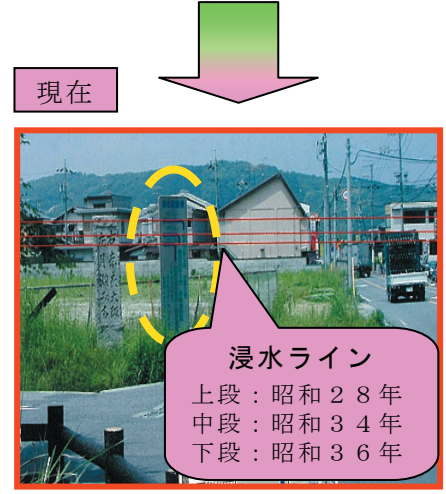 現在
浸水ライン
上段：昭和２８年
中段：昭和３４年
下段：昭和３６年